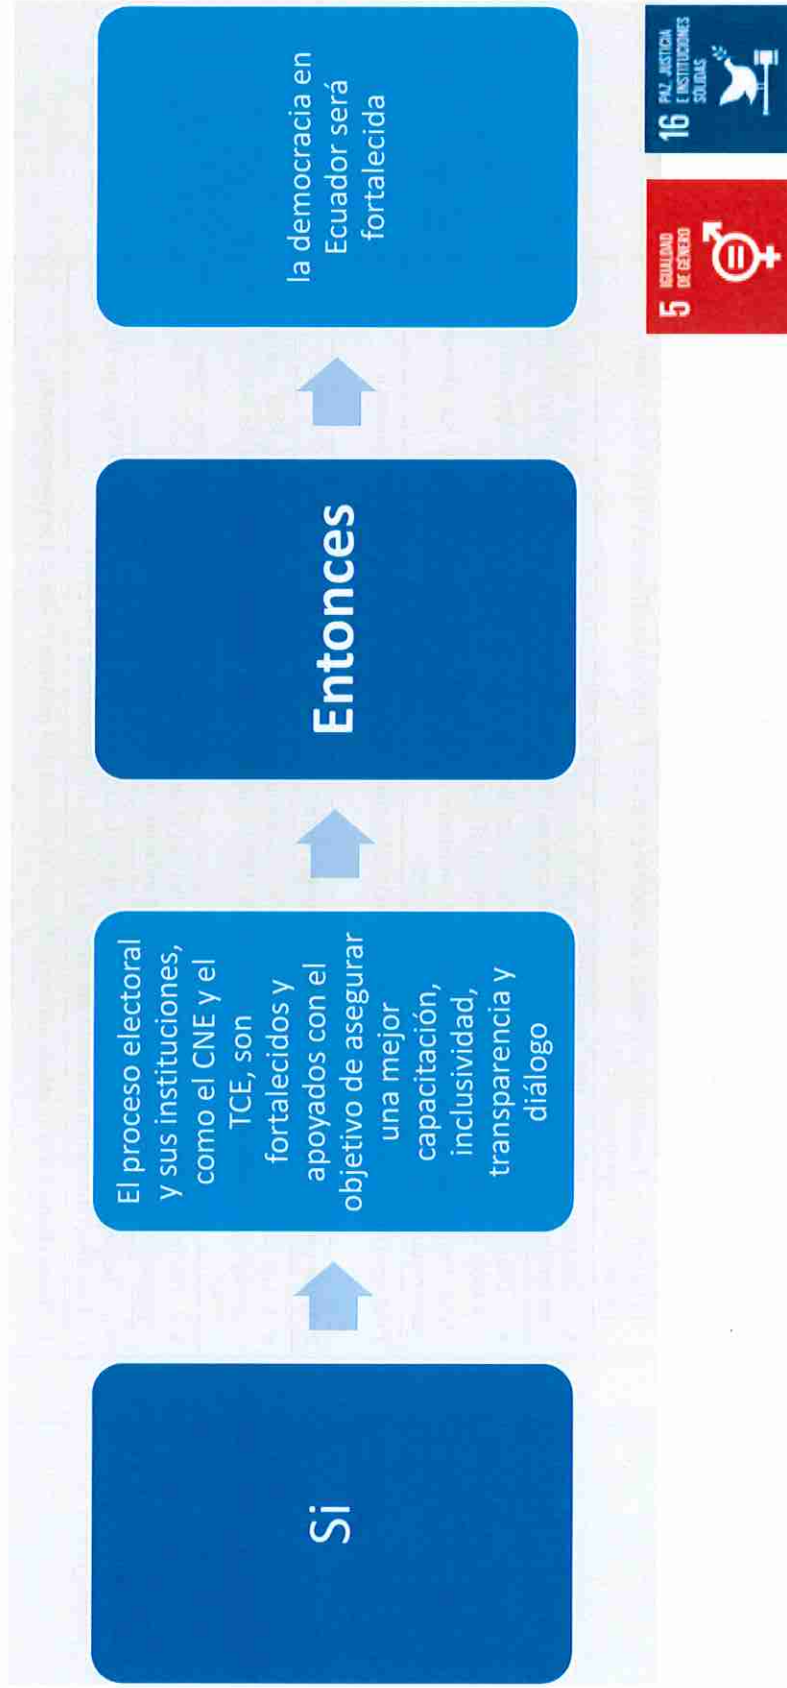 Si
El proceso electoral
y sus instituciones,
como el CNE y el
TCE, son
fortalecidos y
apoyados con el
objetivo de asegurar
una mejor
capacitación,
inclusividad,
transparencia y
diálogo
Entonces
la democracia en
Ecuador será
fortalecida
5 IGUALDAD
DE GÉNERO
16 PAZ, JUSTICIA
E INSTITUCIONES
SÓLIDAS